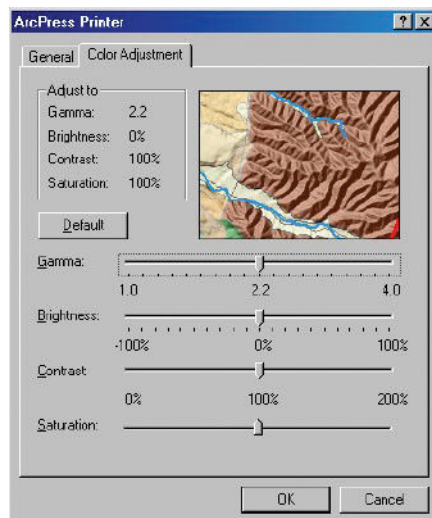 ArcPress Printer
General
Color Adjustment
Adjust to
Gamma: 2.2
Brightness: 0%
Contrast: 100%
Saturation: 100%
Default
Gamma:
1.0 2.2 4.0
Brightness:
-100% 0% 100%
Contrast:
0% 100% 200%
Saturation:
OK Cancel